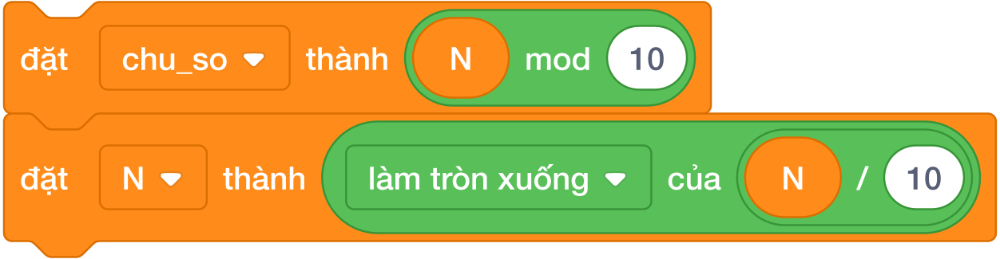 đặt chu_so thành N mod 10
đặt N thành làm tròn xuống của N / 10